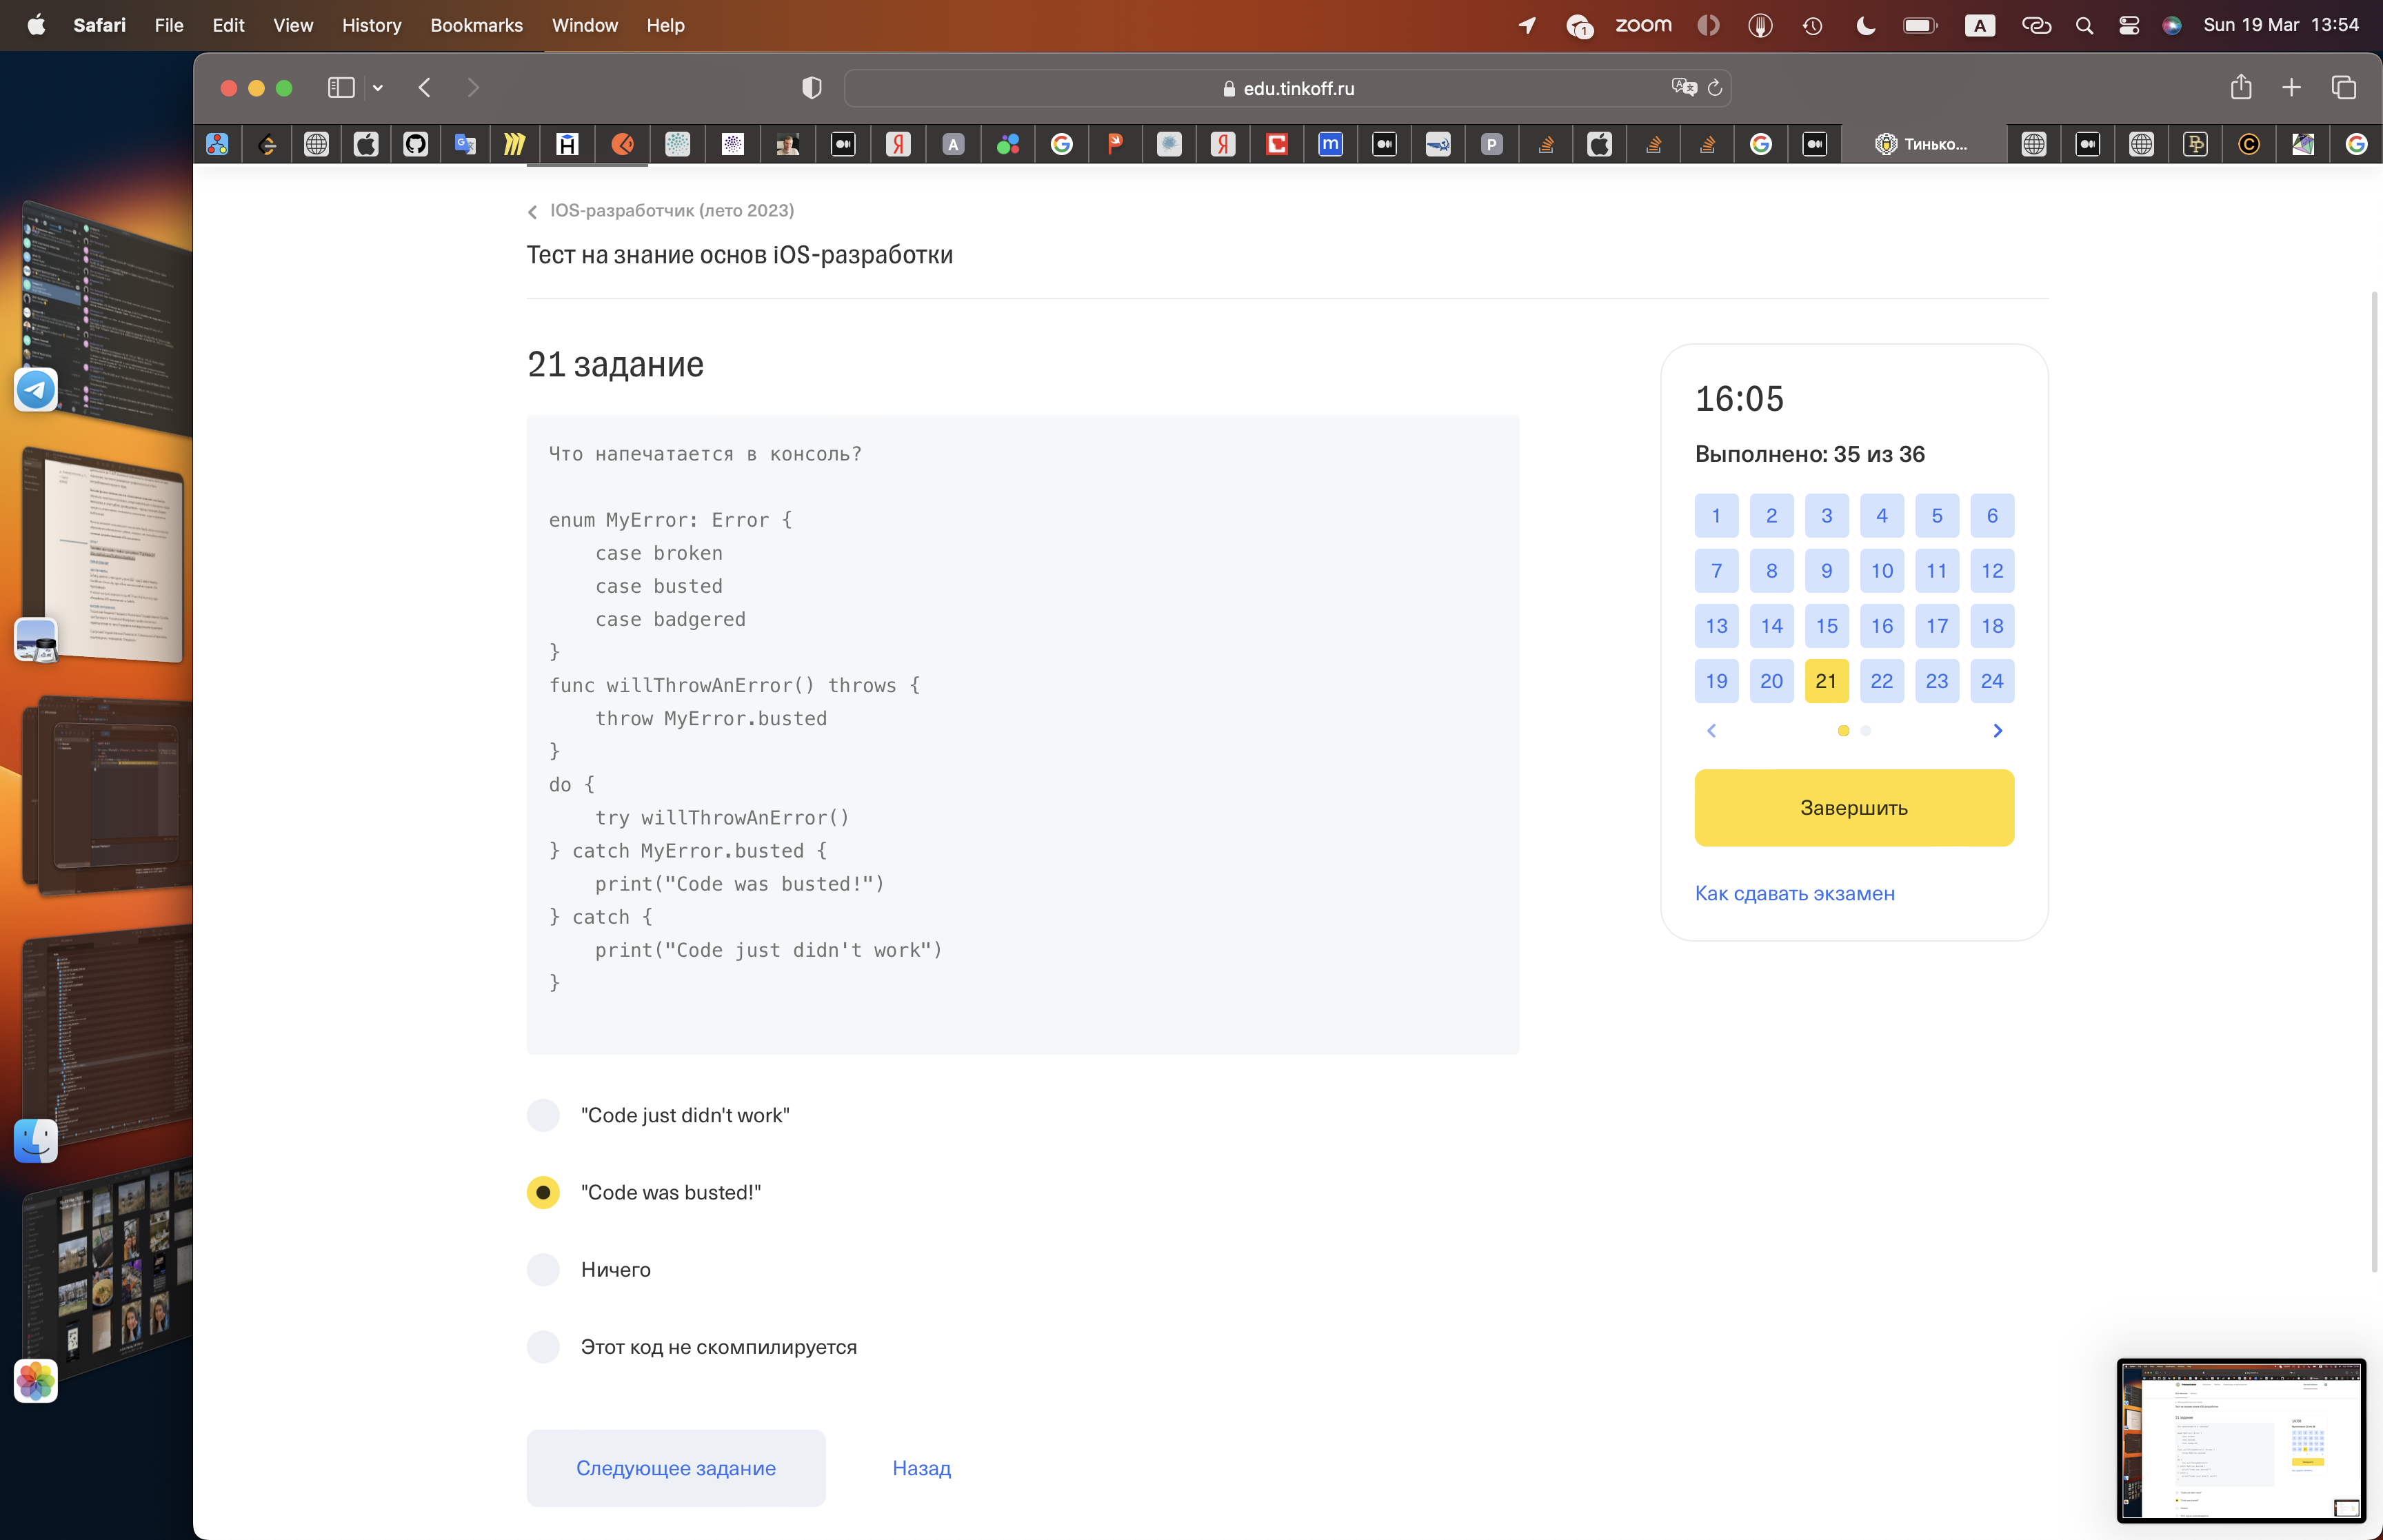 Safari File Edit View History Bookmarks Window Help
1 zoom A Sun 19 Mar 13:54
edu.tinkoff.ru
Тинько...
IOS-разработчик (лето 2023)
Тест на знание основ iOS-разработки
21 задание
Что напечатается в консоль?
enum MyError: Error {
case broken
case busted
case badgered
}
func willThrowAnError() throws {
throw MyError.busted
}
do {
try willThrowAnError()
} catch MyError.busted {
print("Code was busted!")
} catch {
print("Code just didn't work")
}
"Code just didn't work"
"Code was busted!"
Ничего
Этот код не скомпилируется
Следующее задание Назад
16:05
Выполнено: 35 из 36
1 2 3 4 5 6
7 8 9 10 11 12
13 14 15 16 17 18
19 20 21 22 23 24
Завершить
Как сдавать экзамен